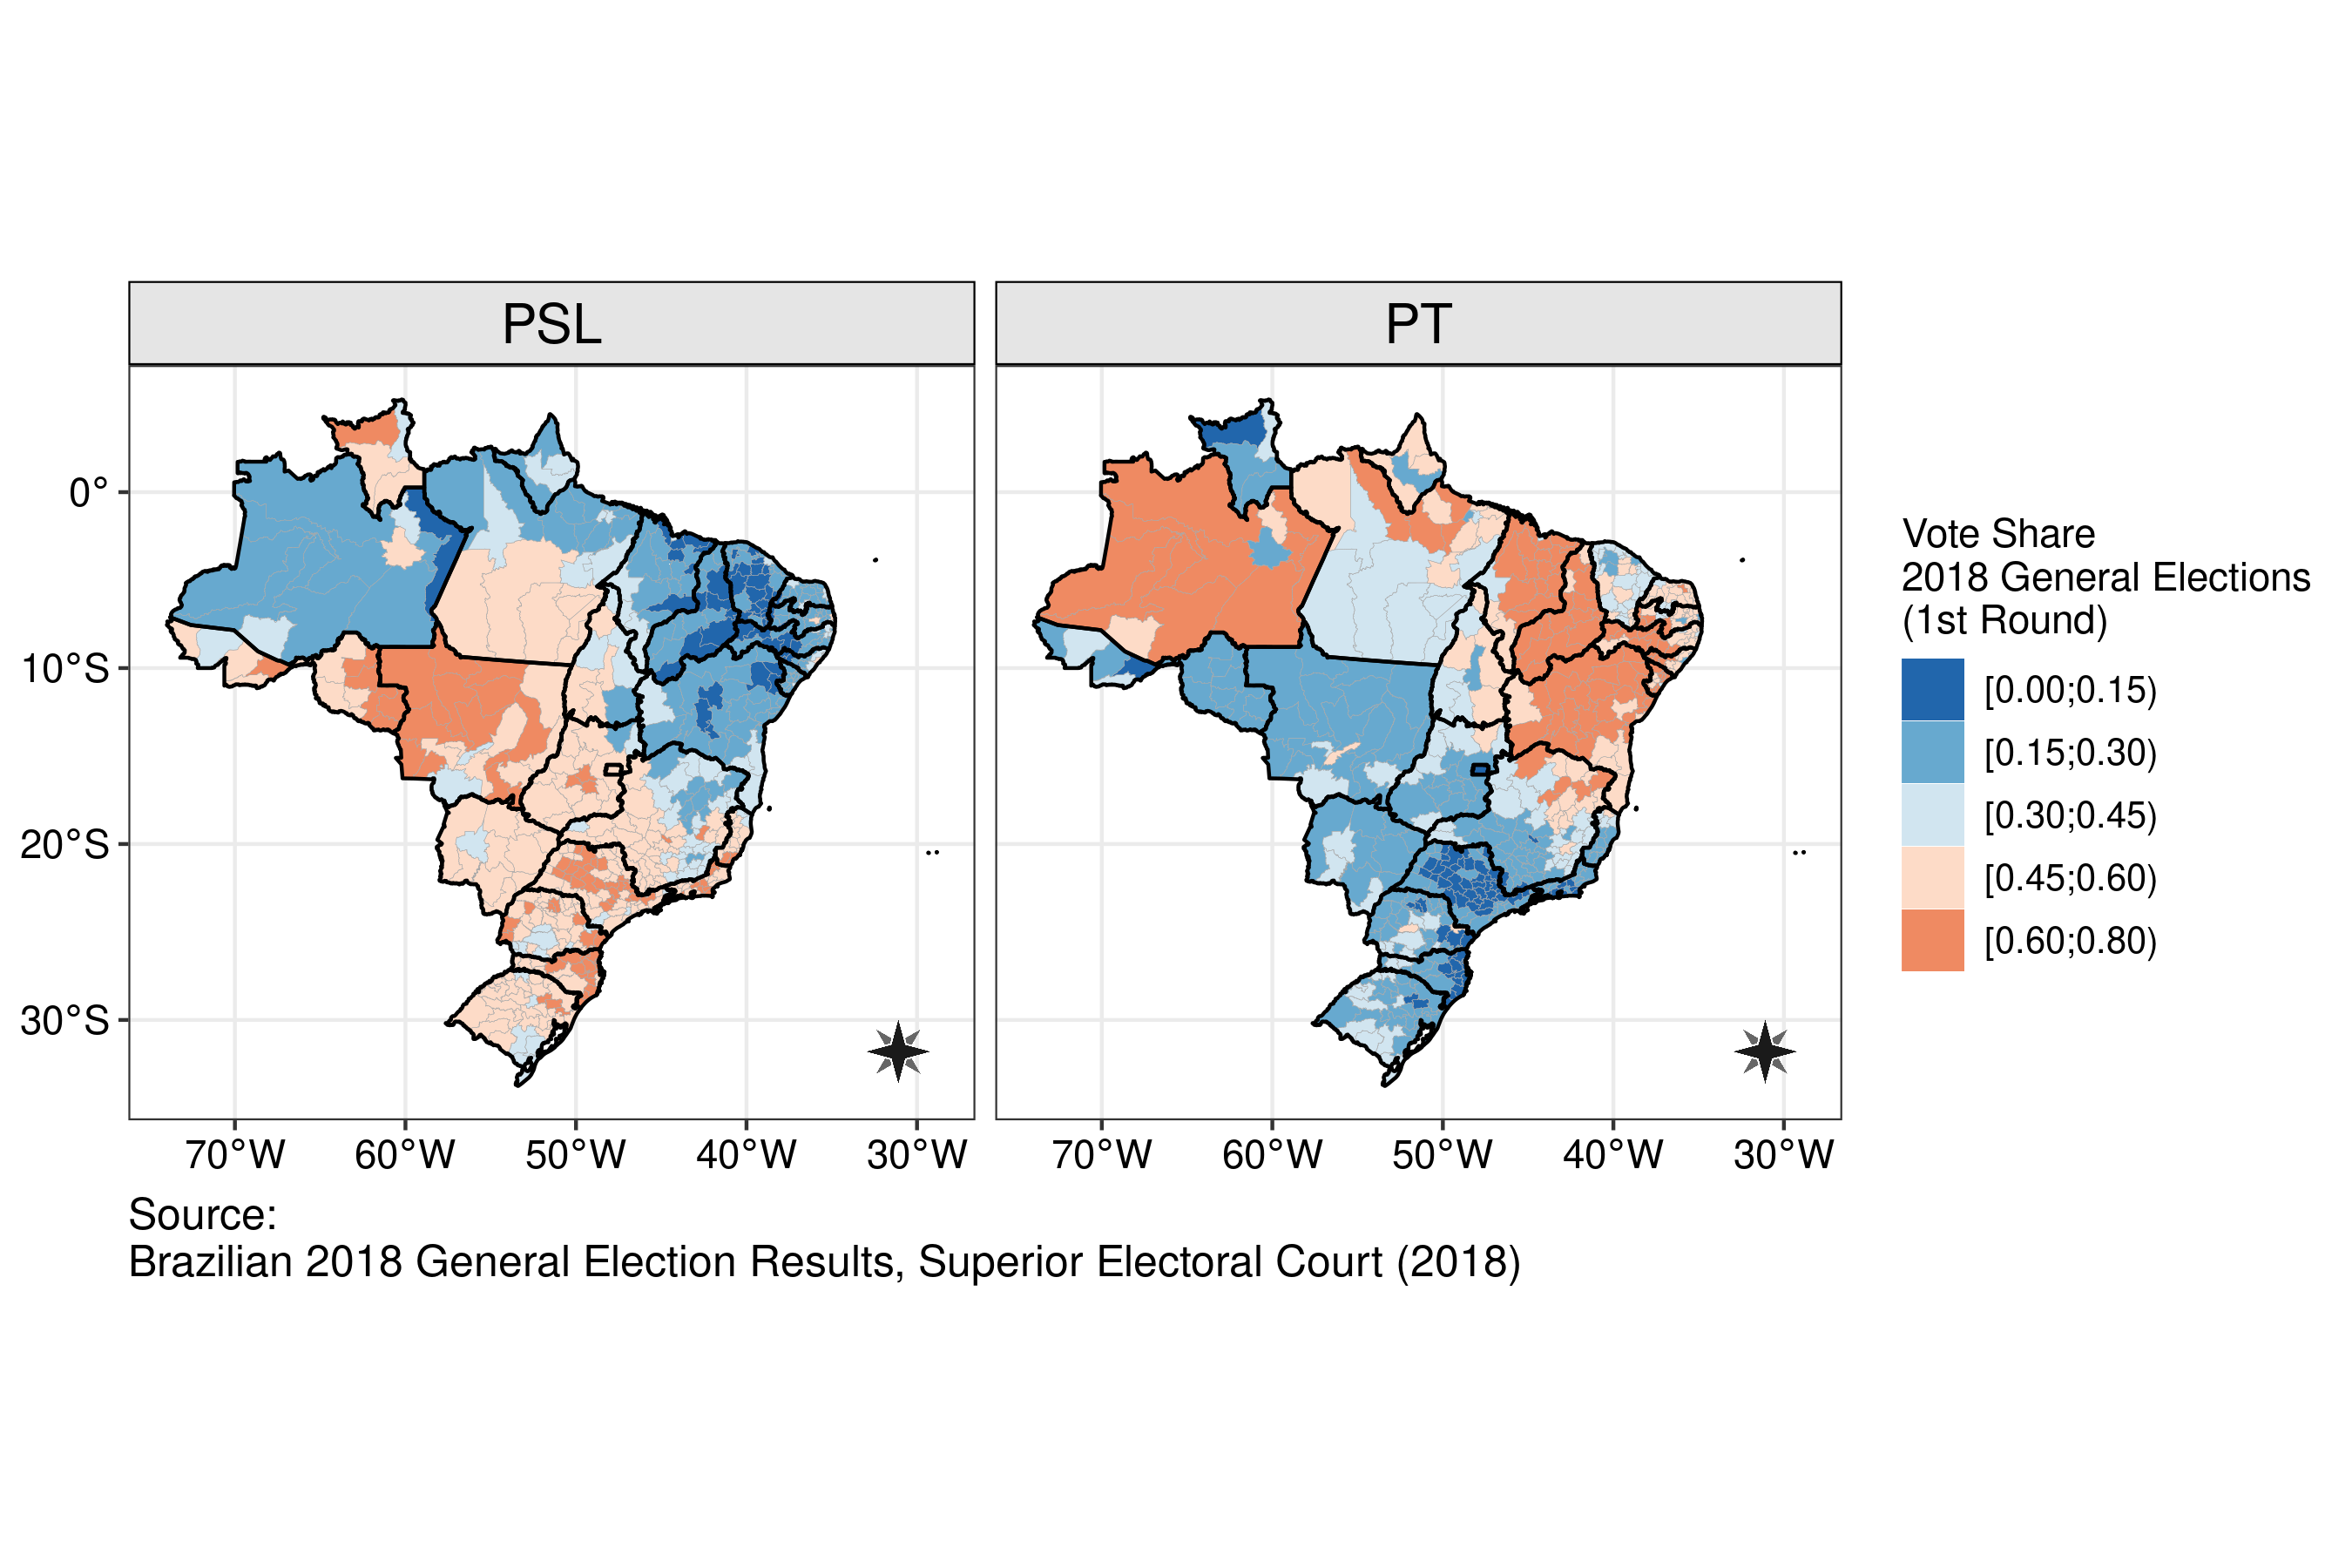 PSL
PT
0°
10°S
20°S
30°S
70°W 60°W 50°W 40°W 30°W
70°W 60°W 50°W 40°W 30°W
Vote Share
2018 General Elections
(1st Round)
[0.00;0.15)
[0.15;0.30)
[0.30;0.45)
[0.45;0.60)
[0.60;0.80)
Source:
Brazilian 2018 General Election Results, Superior Electoral Court (2018)